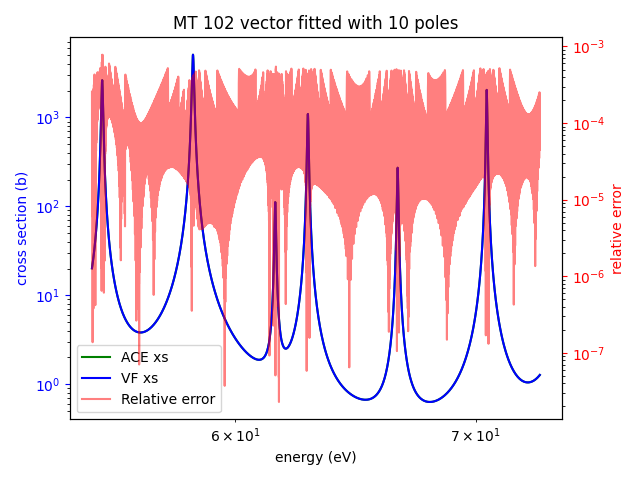 MT 102 vector fitted with 10 poles
cross section (b)
10³
10²
10¹
10⁰
10⁻³
10⁻⁴
10⁻⁵
10⁻⁶
10⁻⁷
relative error
ACE xs
VF xs
Relative error
6 × 10¹
7 × 10¹
energy (eV)